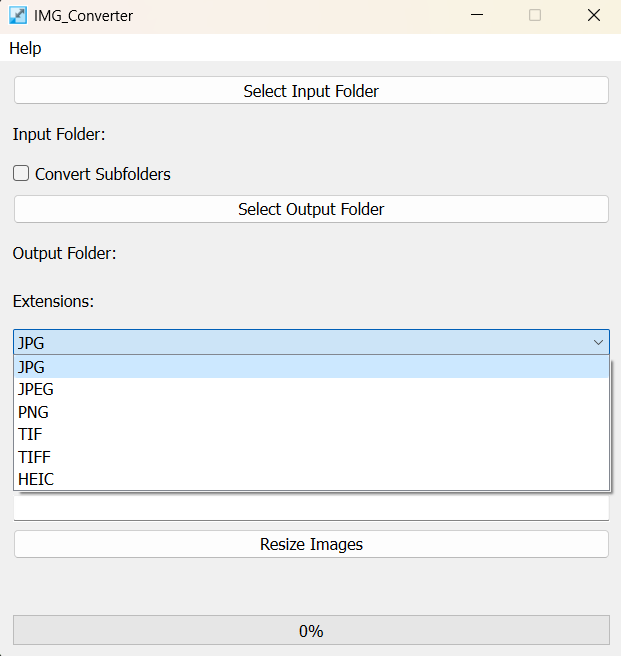 IMG_Converter
Help
Select Input Folder
Input Folder:
Convert Subfolders
Select Output Folder
Output Folder:
Extensions:
JPG
JPG
JPEG
PNG
TIF
TIFF
HEIC
Resize Images
0%